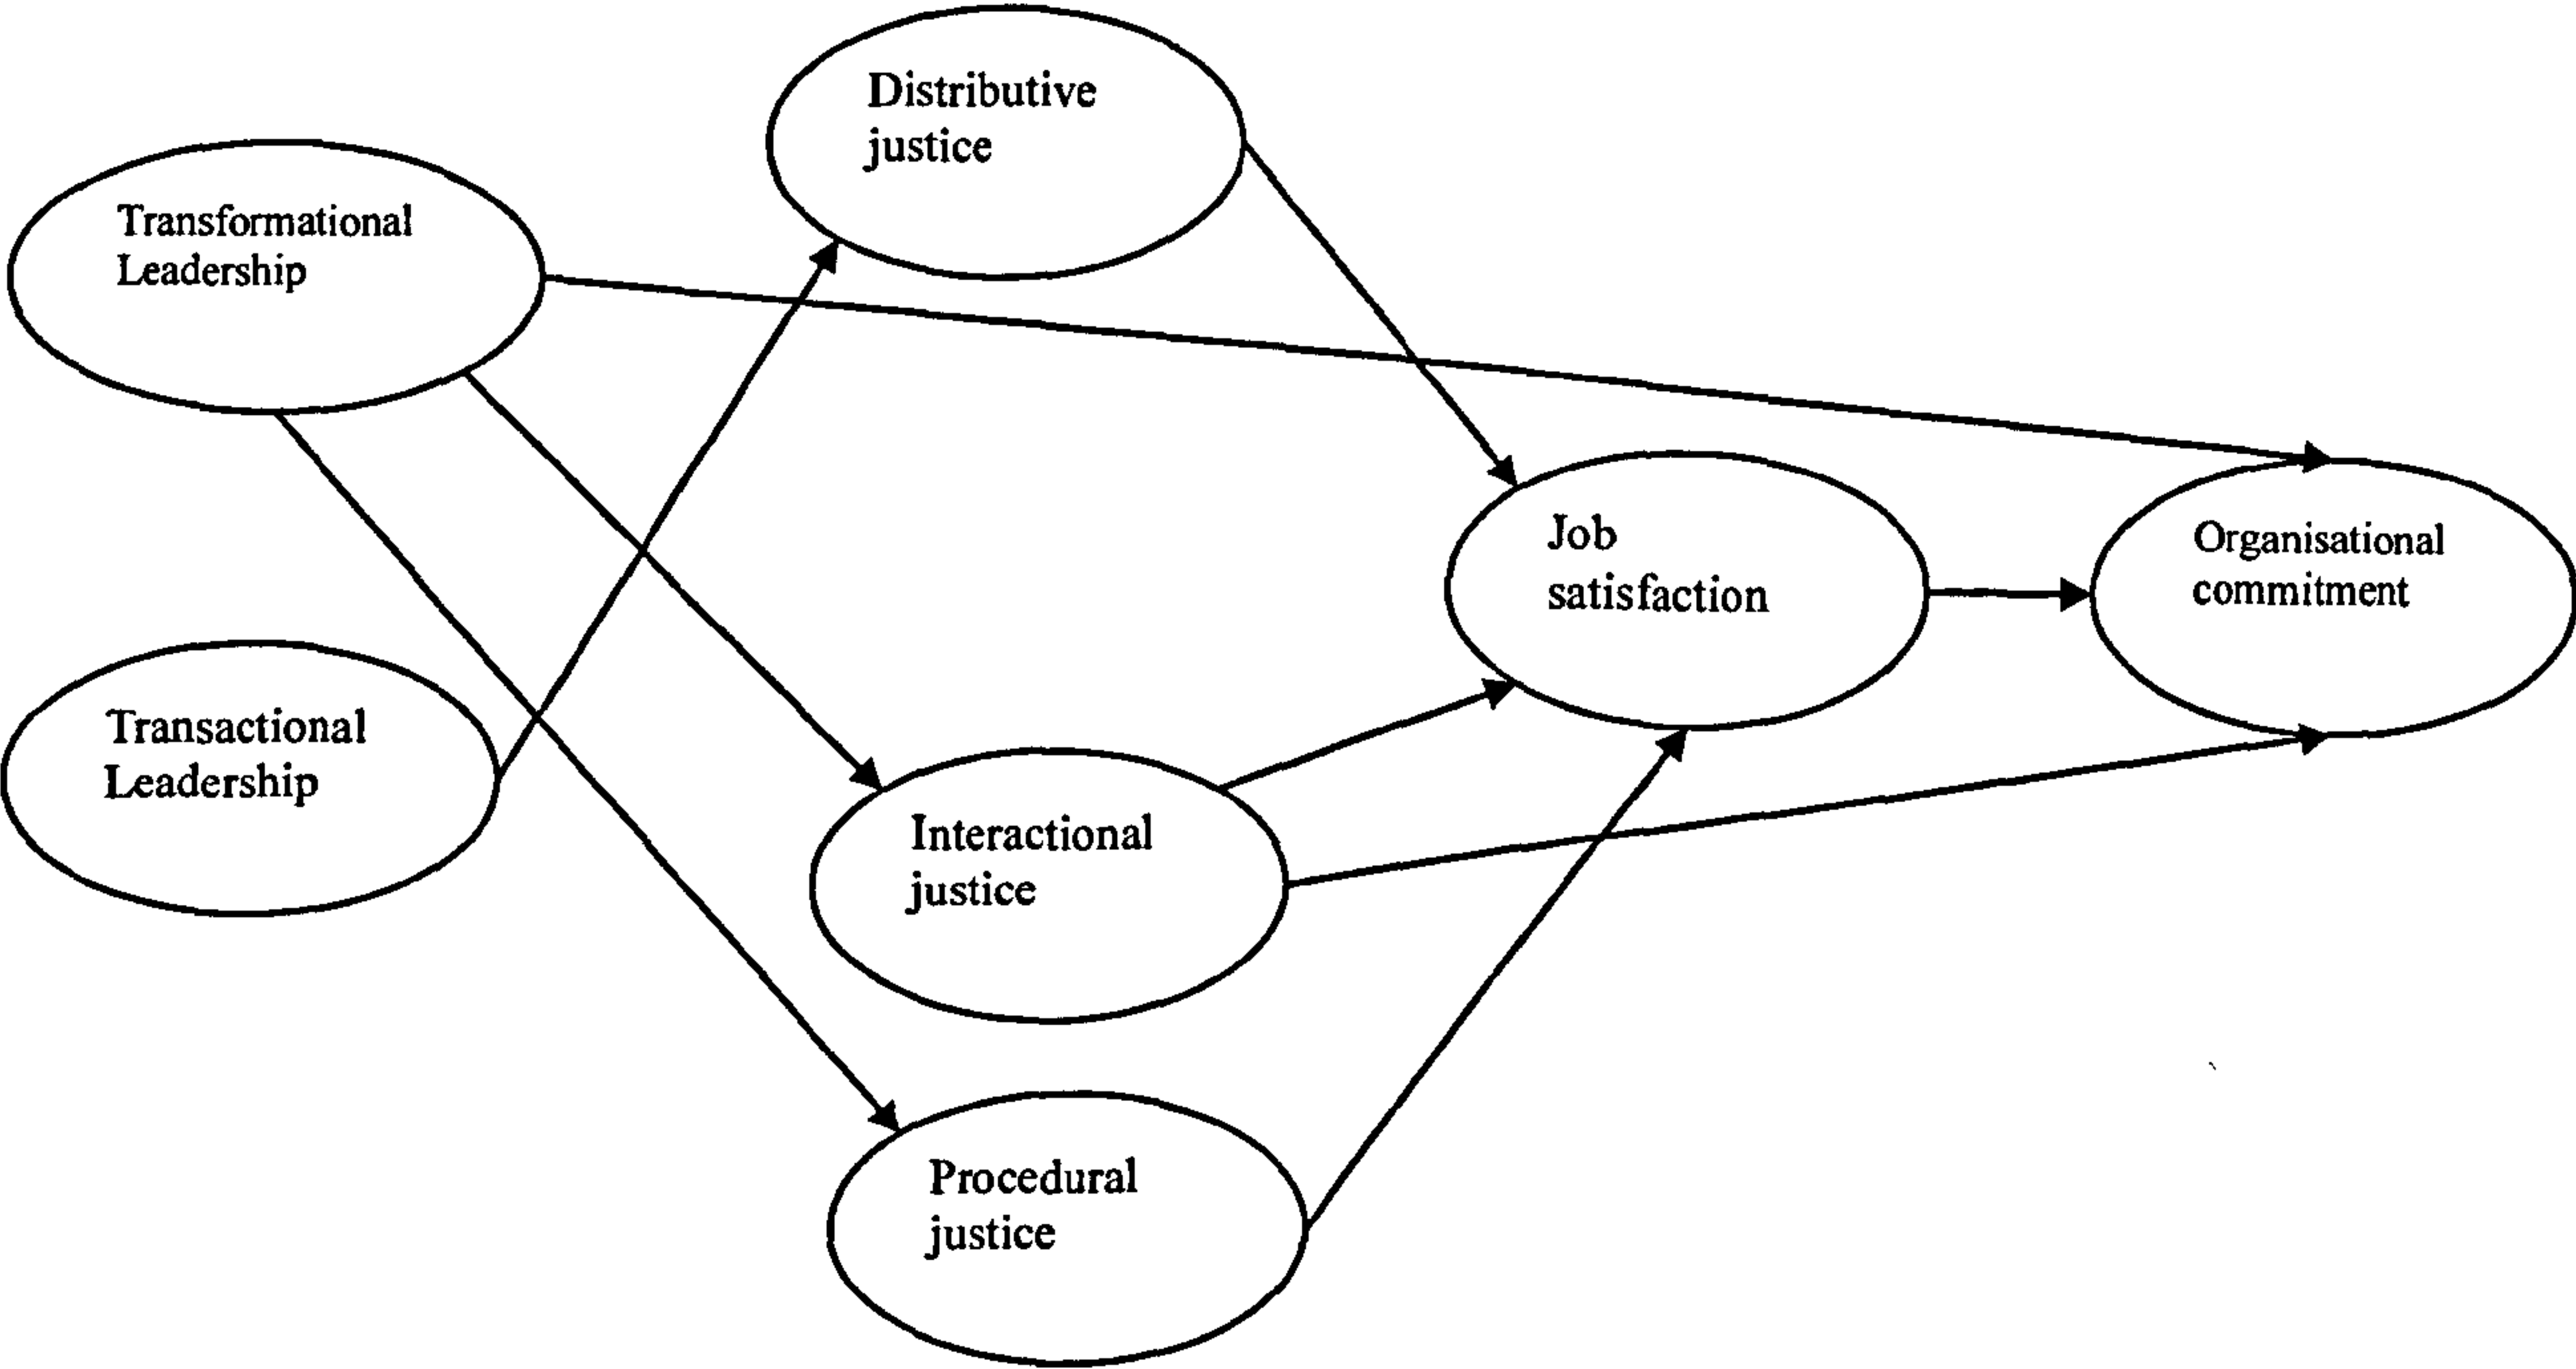 Distributive
justice
Transformational
Leadership
Job
satisfaction
Organisational
commitment
Transactional
Leadership
Interactional
justice
Procedural
justice